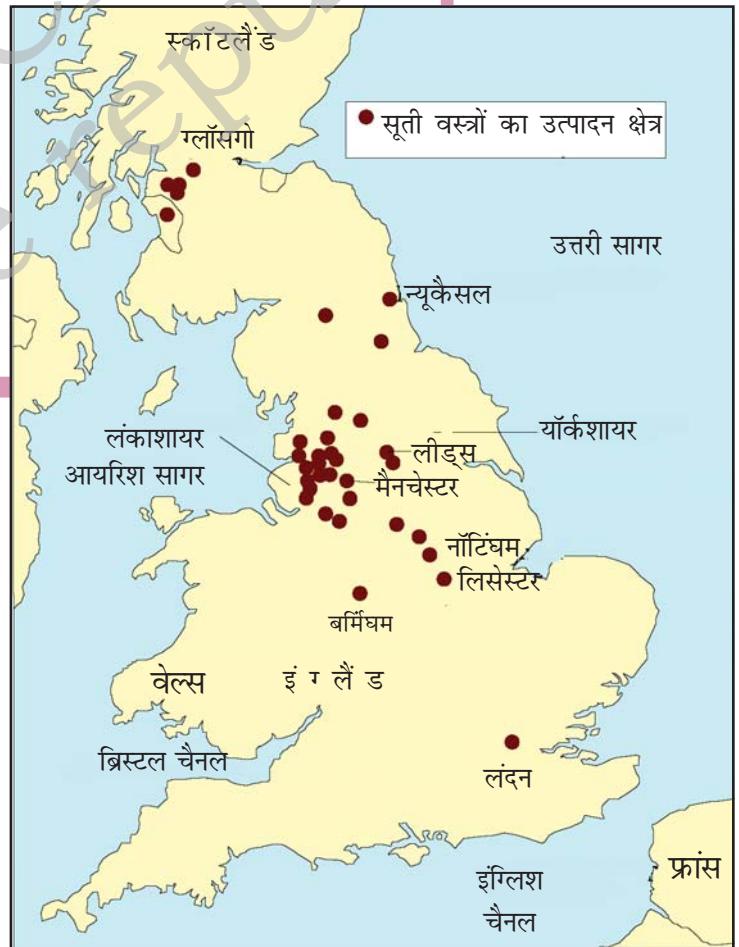 स्कॉटलैंड
ग्लॉसगो
सूती वस्त्रों का उत्पादन क्षेत्र
उत्तरी सागर
न्यूकैसल
यॉर्कशायर
लंकाशायर
लीड्स
आयरिश सागर
मैनचेस्टर
नॉटिंघम
लिसेस्टर
बर्मिंघम
वेल्स
इंग्लैंड
ब्रिस्टल चैनल
लंदन
फ्रांस
इंग्लिश
चैनल